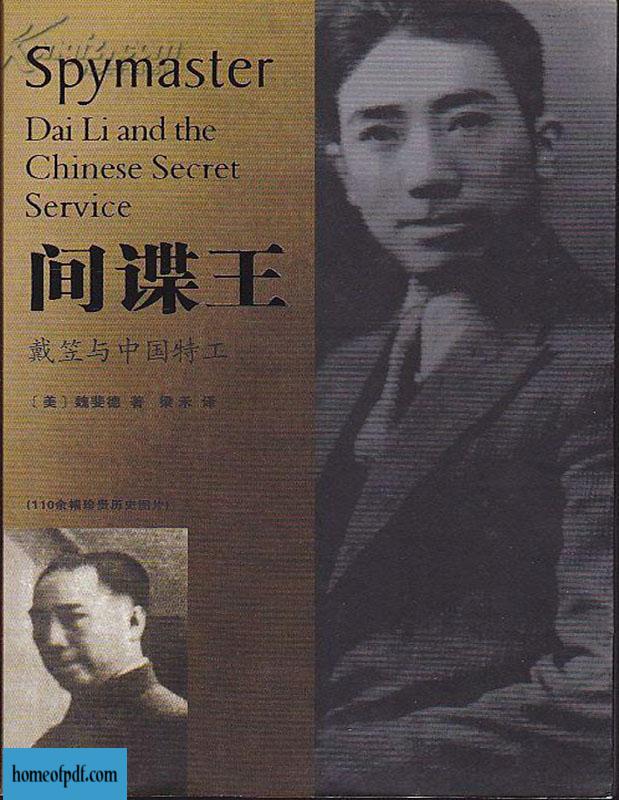 Spymaster
Dai Li and the
Chinese Secret
Service
间谍王
戴笠与中国特工
〔美〕魏斐德 著 梁禾 译
(110余幅珍贵历史图片)
homeofpdf.com